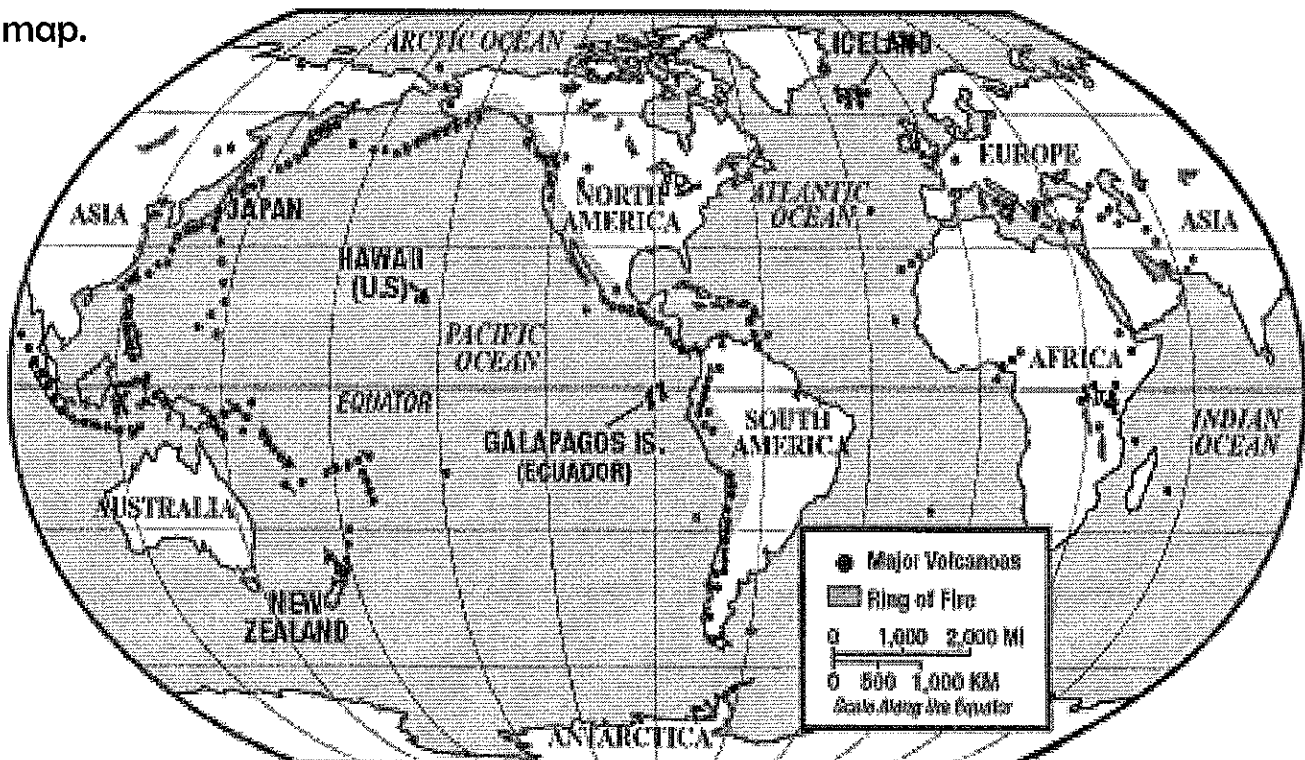 map.
ARCTIC OCEAN
ICELAND
EUROPE
ASIA
JAPAN
NORTH
AMERICA
ATLANTIC
OCEAN
ASIA
HAWAII
(U.S)
PACIFIC
OCEAN
AFRICA
EQUATOR
GALAPAGOS IS.
(ECUADOR)
SOUTH
AMERICA
INDIAN
OCEAN
AUSTRALIA
NEW
ZEALAND
Major Volcanoes
Ring of Fire
0 1,000 2,000 MI
0 500 1,000 KM
Scale Along the Equator
ANTARCTICA